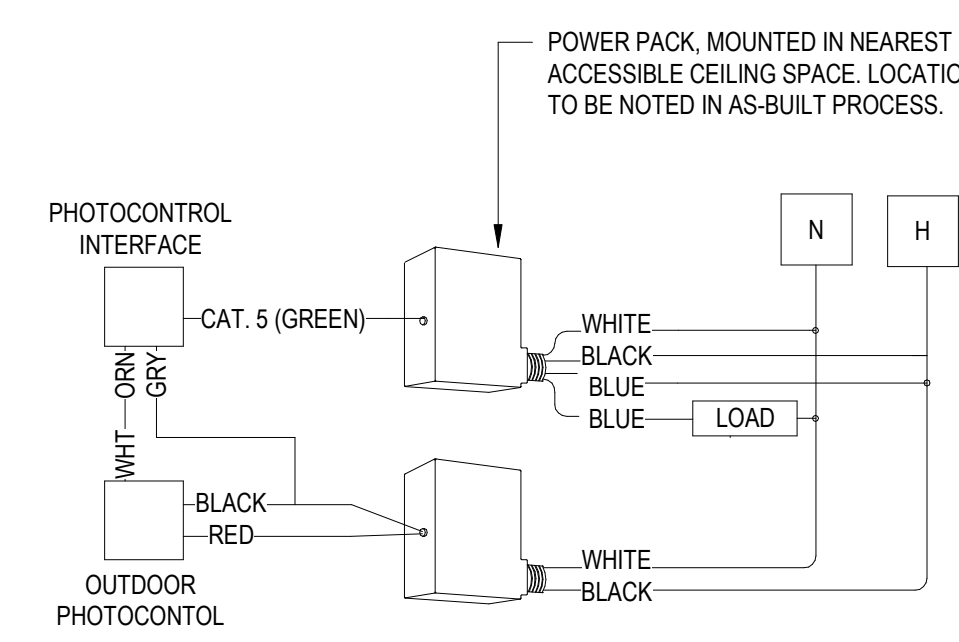 POWER PACK, MOUNTED IN NEAREST
ACCESSIBLE CEILING SPACE. LOCATIO
TO BE NOTED IN AS-BUILT PROCESS.
PHOTOCONTROL
INTERFACE
N
H
CAT. 5 (GREEN)
WHITE
BLACK
BLUE
BLUE
LOAD
ORN
GRY
WHT
BLACK
RED
WHITE
BLACK
OUTDOOR
PHOTOCONTOL